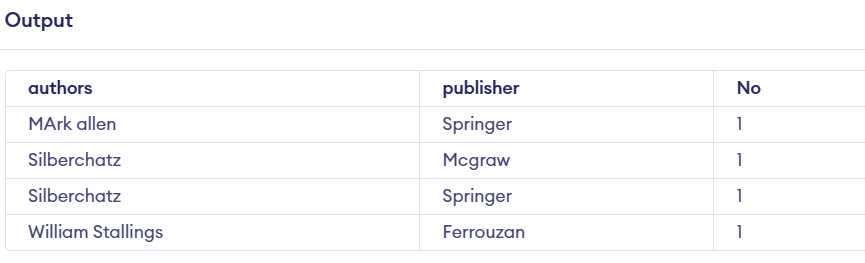 Output
authors publisher No
MArk allen Springer 1
Silberchatz Mcgraw 1
Silberchatz Springer 1
William Stallings Ferrouzan 1